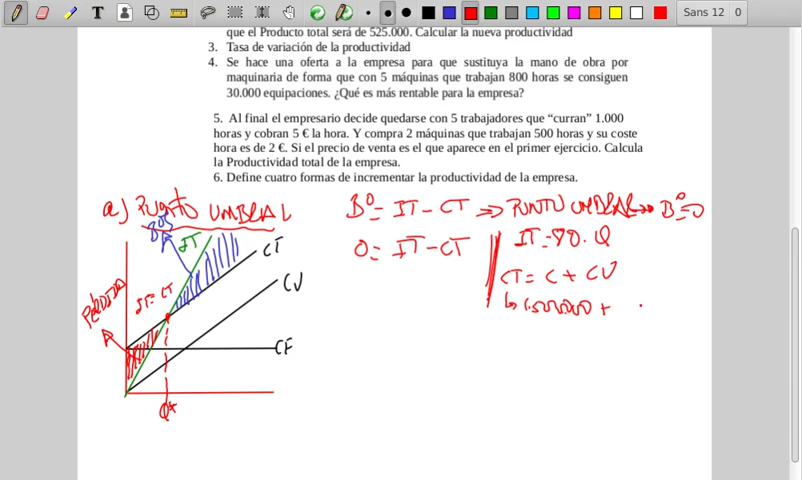 Sans 12 0
que el Producto total será de 525.000. Calcular la nueva productividad
3. Tasa de variación de la productividad
4. Se hace una oferta a la empresa para que sustituya la mano de obra por
maquinaria de forma que con 5 máquinas que trabajan 800 horas se consiguen
30.000 equipaciones. ¿Qué es más rentable para la empresa?
5. Al final el empresario decide quedarse con 5 trabajadores que “curran” 1.000
horas y cobran 5 € la hora. Y compra 2 máquinas que trabajan 500 horas y su coste
hora es de 2 €. Si el precio de venta es el que aparece en el primer ejercicio. Calcula
la Productividad total de la empresa.
6. Define cuatro formas de incrementar la productividad de la empresa.
a) Punto UMBRAL
Bº = IT - CT => PUNTO UMBRAL => Bº=0
0 = IT - CT
IT = 90.Q
CT = C + CV
↳ 1.500.000 +
IT
CT
CV
IT = CT
CF
Q*